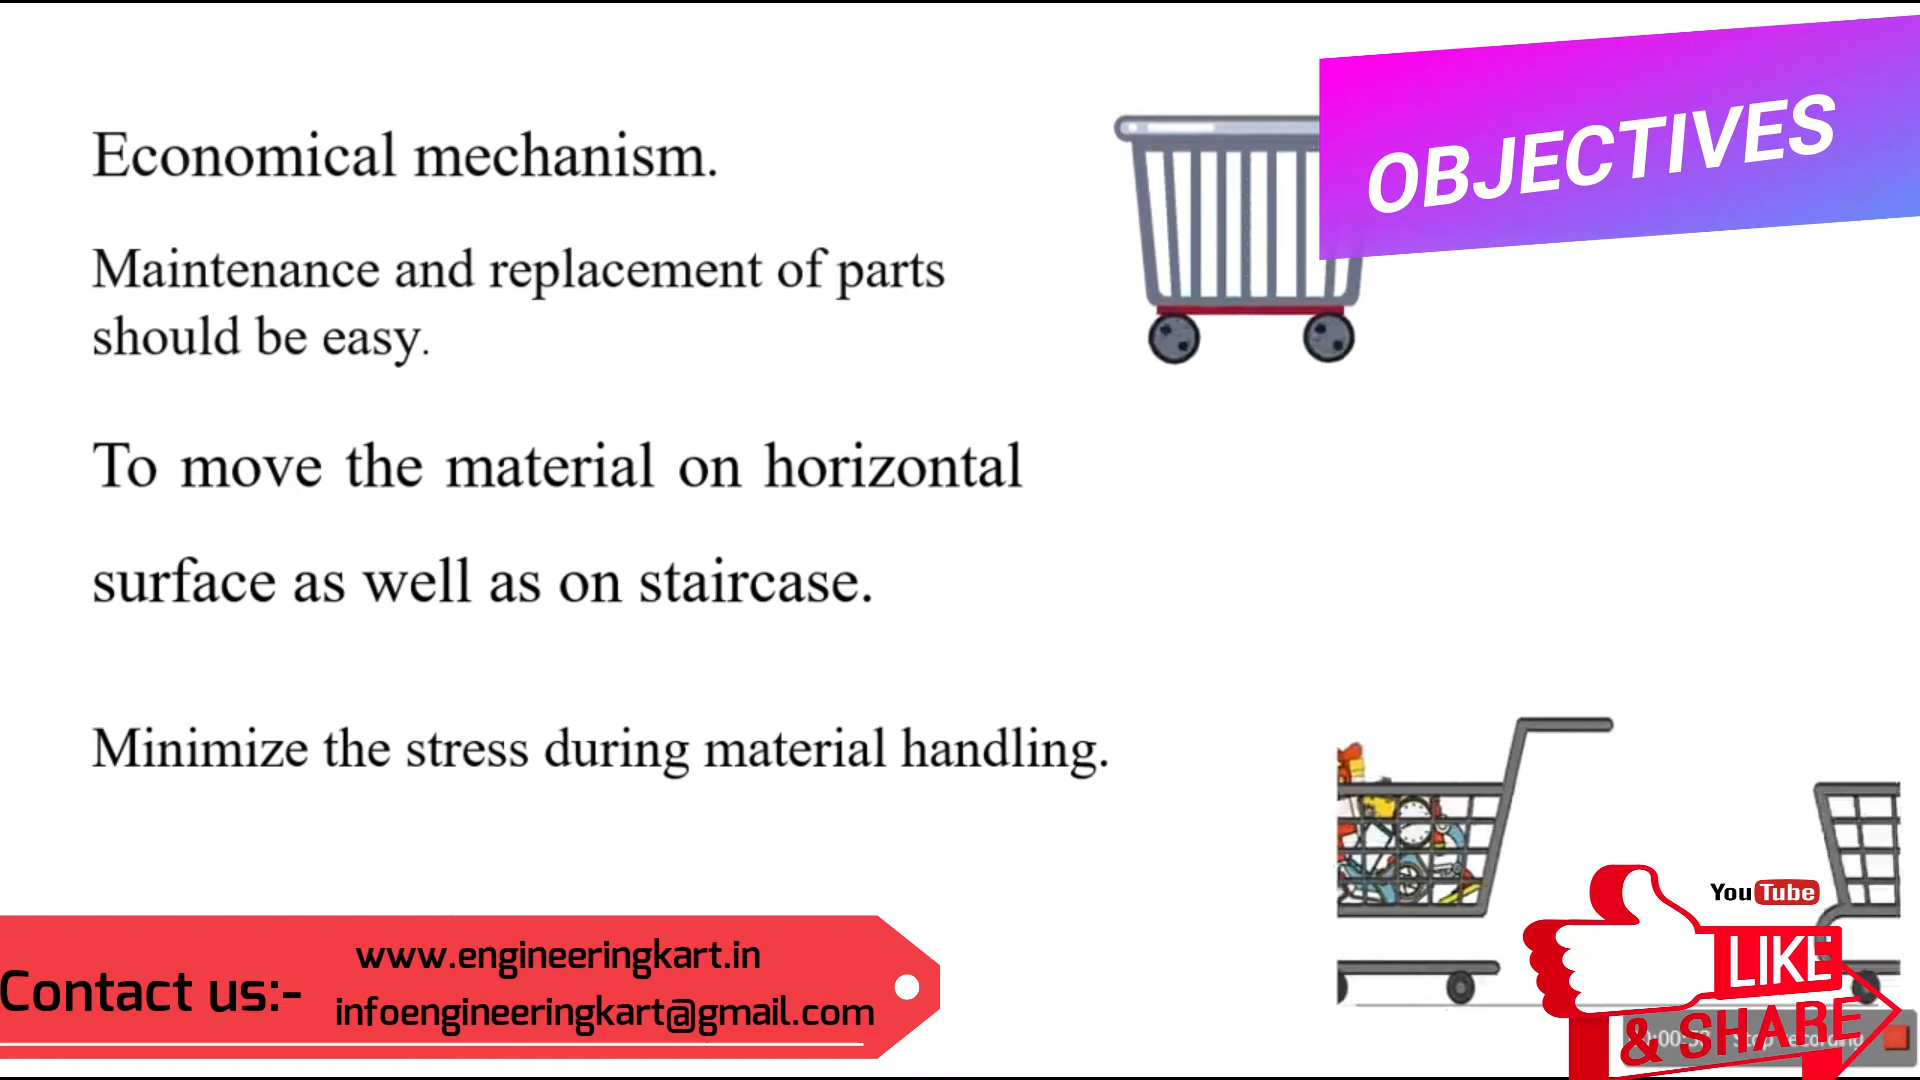 OBJECTIVES
Economical mechanism.
Maintenance and replacement of parts
should be easy.
To move the material on horizontal
surface as well as on staircase.
Minimize the stress during material handling.
YouTube
LIKE
& SHARE
Contact us:-
www.engineeringkart.in
infoengineeringkart@gmail.com
Stop recording